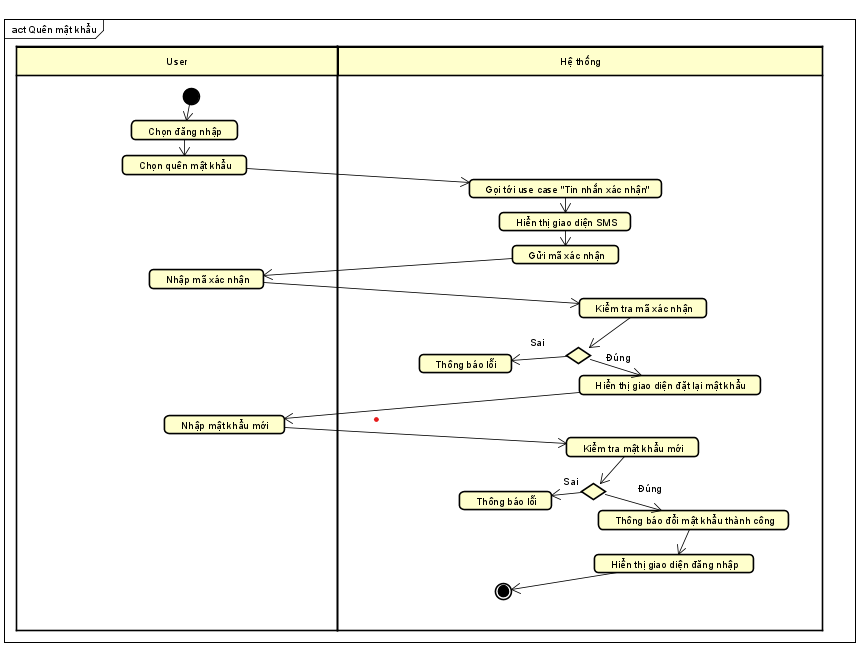 act Quên mật khẩu
User
Hệ thống
Chọn đăng nhập
Chọn quên mật khẩu
Gọi tới use case "Tin nhắn xác nhận"
Hiển thị giao diện SMS
Gửi mã xác nhận
Nhập mã xác nhận
Kiểm tra mã xác nhận
Sai
Đúng
Thông báo lỗi
Hiển thị giao diện đặt lại mật khẩu
Nhập mật khẩu mới
Kiểm tra mật khẩu mới
Sai
Đúng
Thông báo lỗi
Thông báo đổi mật khẩu thành công
Hiển thị giao diện đăng nhập